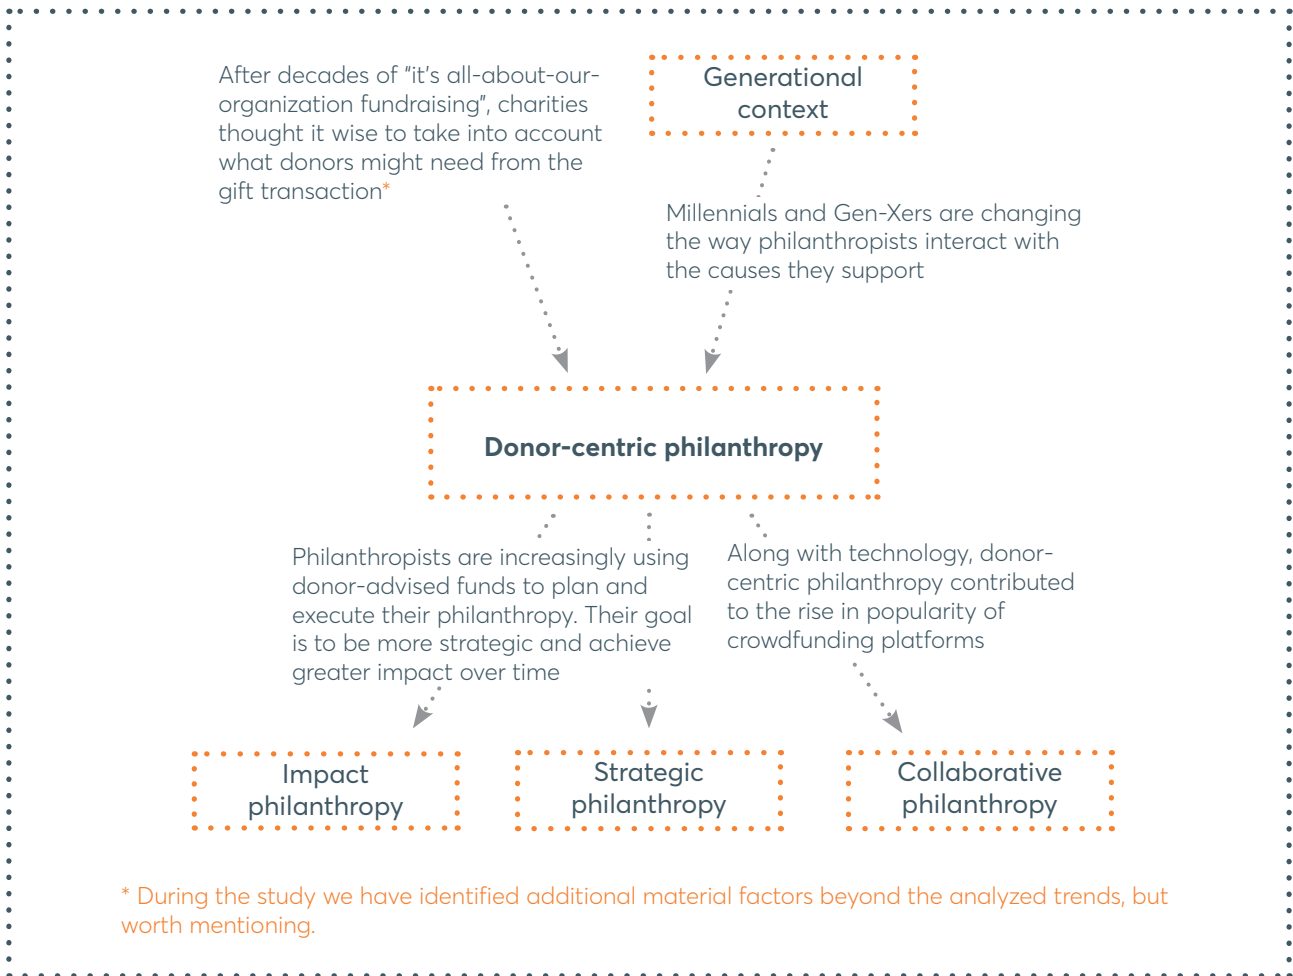 After decades of “it’s all-about-our-
organization fundraising”, charities
thought it wise to take into account
what donors might need from the
gift transaction*
Generational
context
Millennials and Gen-Xers are changing
the way philanthropists interact with
the causes they support
Donor-centric philanthropy
Philanthropists are increasingly using
donor-advised funds to plan and
execute their philanthropy. Their goal
is to be more strategic and achieve
greater impact over time
Along with technology, donor-
centric philanthropy contributed
to the rise in popularity of
crowdfunding platforms
Impact
philanthropy
Strategic
philanthropy
Collaborative
philanthropy
* During the study we have identified additional material factors beyond the analyzed trends, but
worth mentioning.